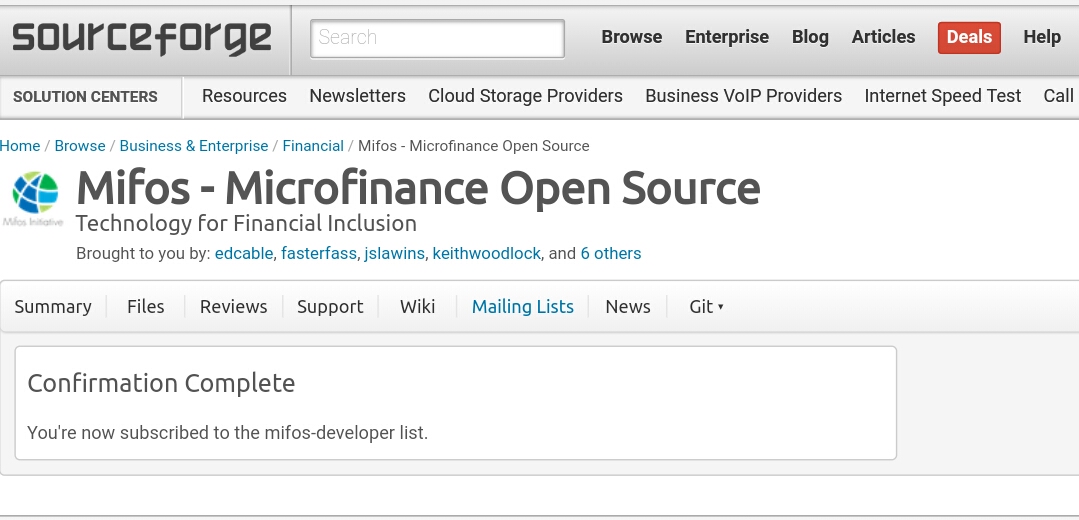 sourceforge
Search
Browse Enterprise Blog Articles Deals Help
SOLUTION CENTERS Resources Newsletters Cloud Storage Providers Business VoIP Providers Internet Speed Test Call
Home / Browse / Business & Enterprise / Financial / Mifos - Microfinance Open Source
Mifos - Microfinance Open Source
Mifos Initiative
Technology for Financial Inclusion
Brought to you by: edcable, fasterfass, jslawins, keithwoodlock, and 6 others
Summary Files Reviews Support Wiki Mailing Lists News Git ▾
Confirmation Complete
You're now subscribed to the mifos-developer list.